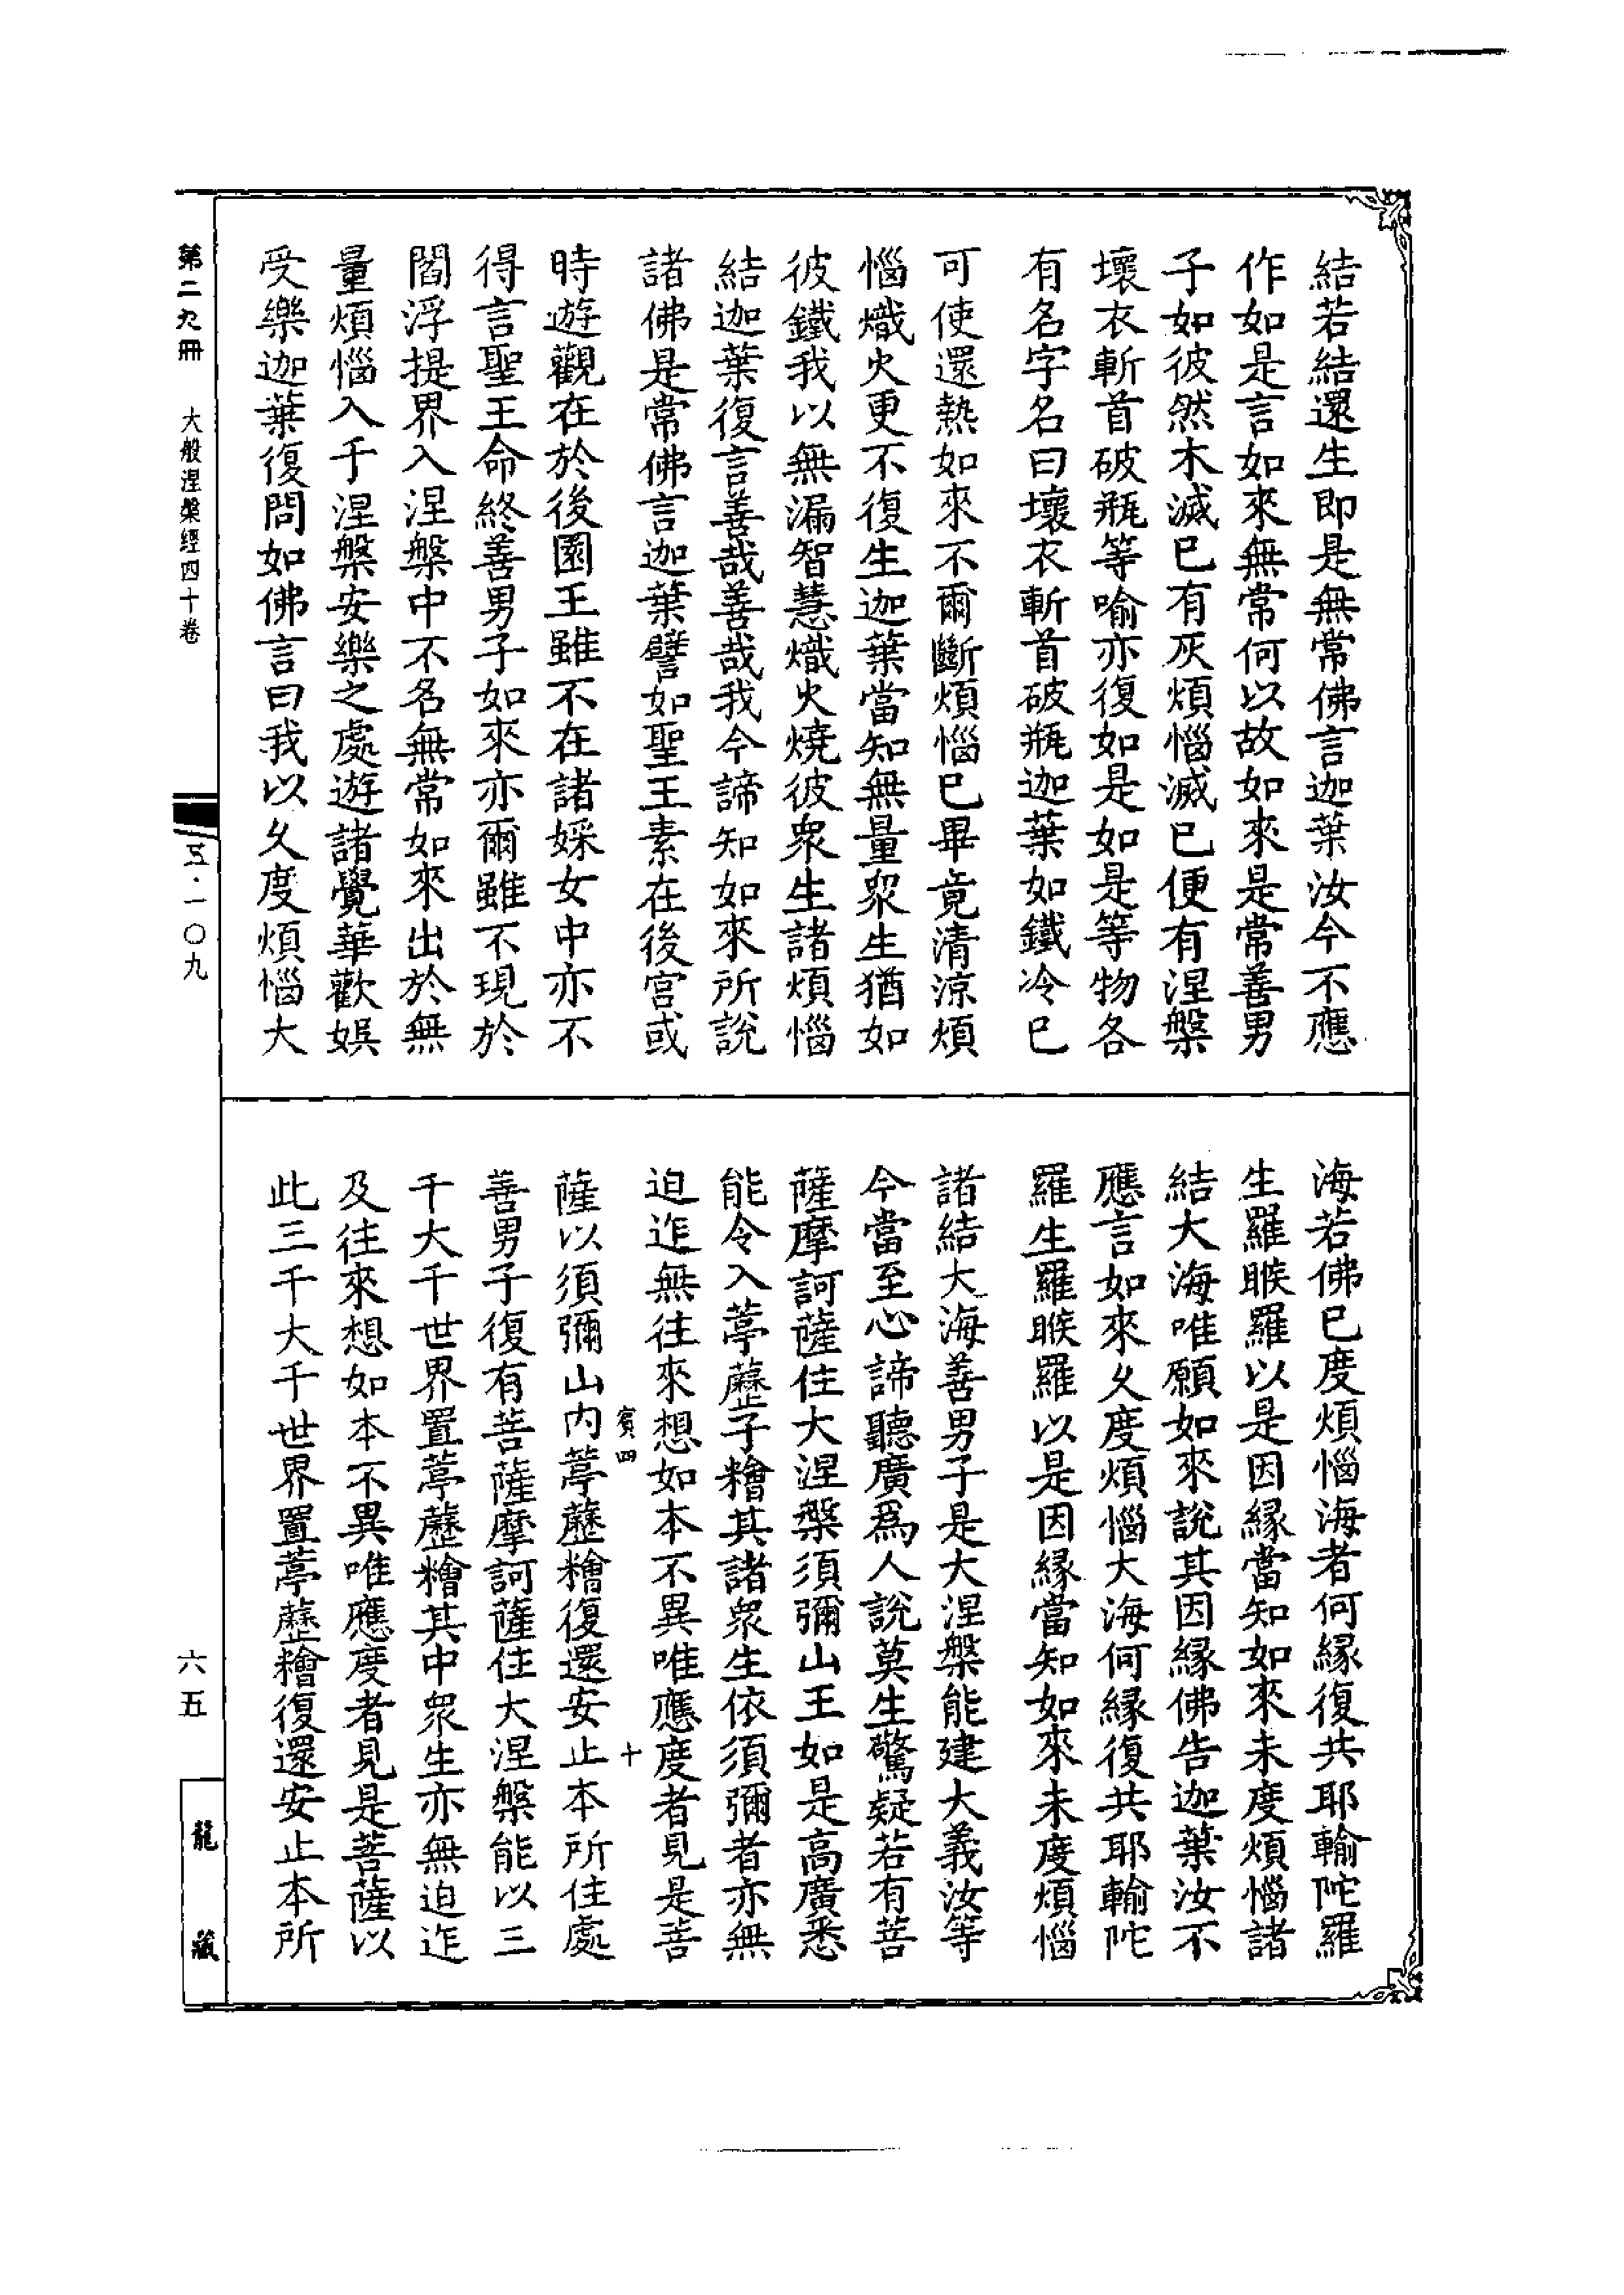 結若結還生即是無常佛言迦葉汝今不應
作如是言如來無常何以故如來是常善男
子如彼然木滅已有灰煩惱滅已便有涅槃
壞衣斬首破瓶等喻亦復如是如是等物各
有名字名曰壞衣斬首破瓶迦葉如鐵冷已
可使還熱如來不爾斷煩惱已畢竟清涼煩
惱熾火更不復生迦葉當知無量眾生猶如
彼鐵我以無漏智慧熾火燒彼眾生諸煩惱
結迦葉復言善哉善哉我今諦知如來所說
諸佛是常佛言迦葉譬如聖王素在後宮或
時遊觀在於後園王雖不在諸婇女中亦不
得言聖王命終善男子如來亦爾雖不現於
閻浮提界入涅槃中不名無常如來出於無
量煩惱入于涅槃安樂之處遊諸覺華歡娛
受樂迦葉復問如佛言曰我以久度煩惱大
海若佛已度煩惱海者何緣復共耶輸陀羅
生羅睺羅以是因緣當知如來未度煩惱諸
結大海唯願如來說其因緣佛告迦葉汝不
應言如來久度煩惱大海何緣復共耶輸陀
羅生羅睺羅以是因緣當知如來未度煩惱
諸結大海善男子是大涅槃能建大義汝等
今當至心諦聽廣爲人說莫生驚疑若有菩
薩摩訶薩住大涅槃須彌山王如是高廣悉
能令入葶藶子䊠其諸眾生依須彌者亦無
迫迮無往來想如本不異唯應度者見是菩
賓四 十
薩以須彌山內葶藶䊠復還安止本所住處
善男子復有菩薩摩訶薩住大涅槃能以三
千大千世界置葶藶䊠其中眾生亦無迫迮
及往來想如本不異唯應度者見是菩薩以
此三千大千世界置葶藶䊠復還安止本所
第二九冊 大般涅槃經四十卷
五·一〇九
六五
龍藏